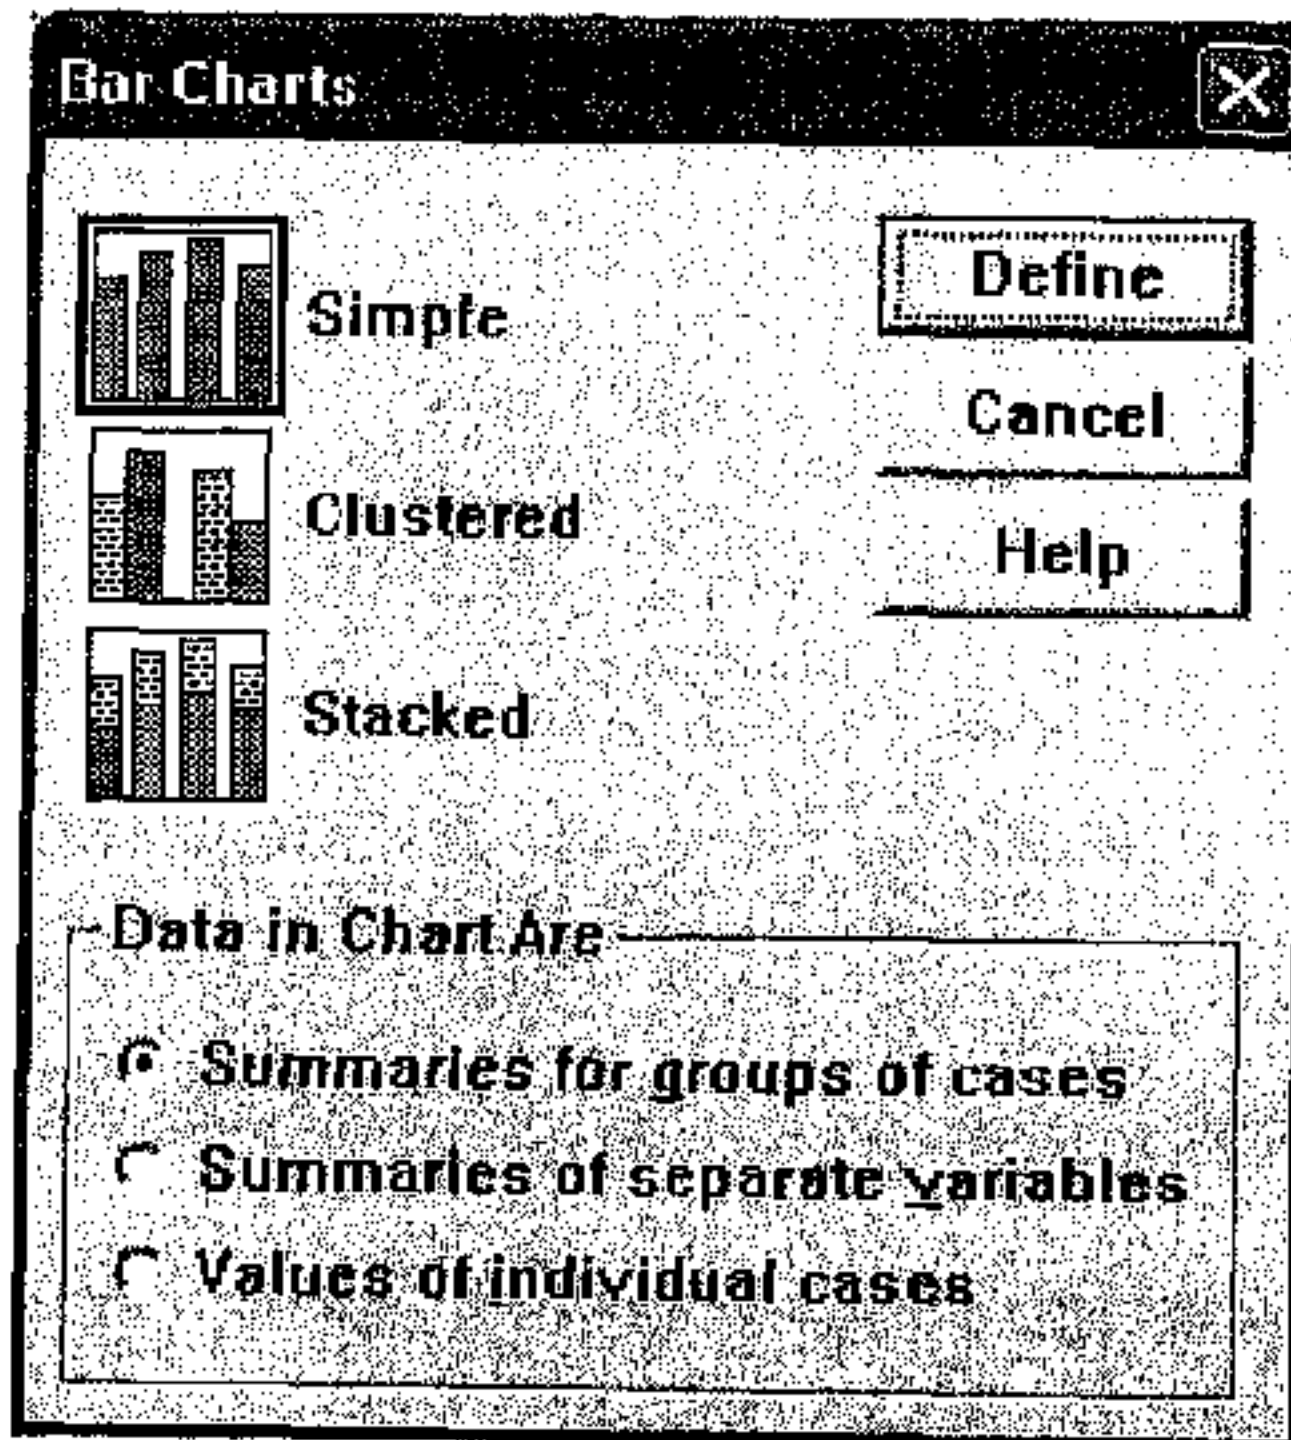 Bar Charts
Simple
Define
Cancel
Clustered
Help
Stacked
Data in Chart Are
Summaries for groups of cases
Summaries of separate variables
Values of individual cases